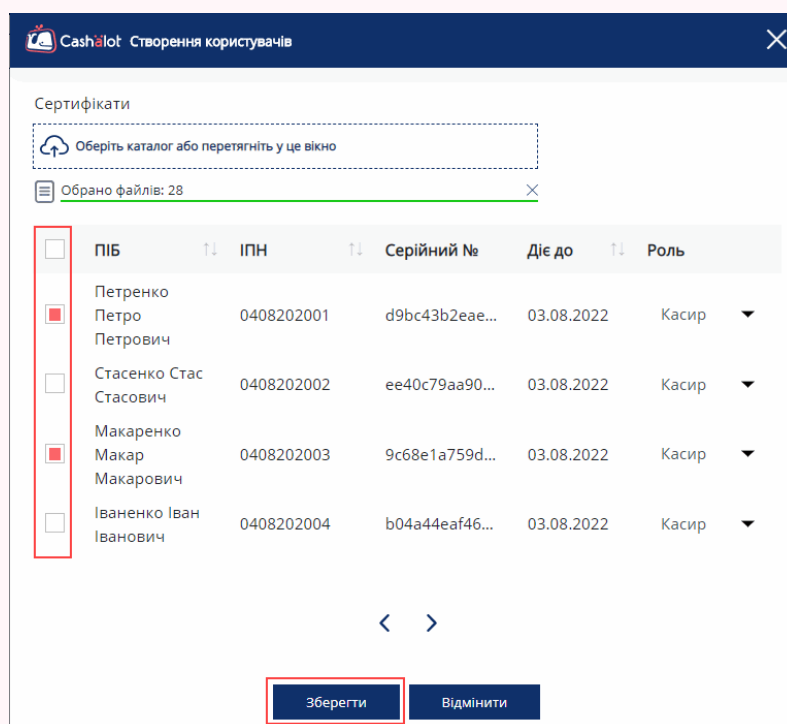 Cashälot Створення користувачів
Сертифікати
Оберіть каталог або перетягніть у це вікно
Обрано файлів: 28
ПІБ ІПН Серійний № Діє до Роль
Петренко
Петро 0408202001 d9bc43b2eae... 03.08.2022 Касир
Петрович
Стасенко Стас
Стасович 0408202002 ee40c79aa90... 03.08.2022 Касир
Макаренко
Макар 0408202003 9c68e1a759d... 03.08.2022 Касир
Макарович
Іваненко Іван
Іванович 0408202004 b04a44eaf46... 03.08.2022 Касир
Зберегти Відмінити